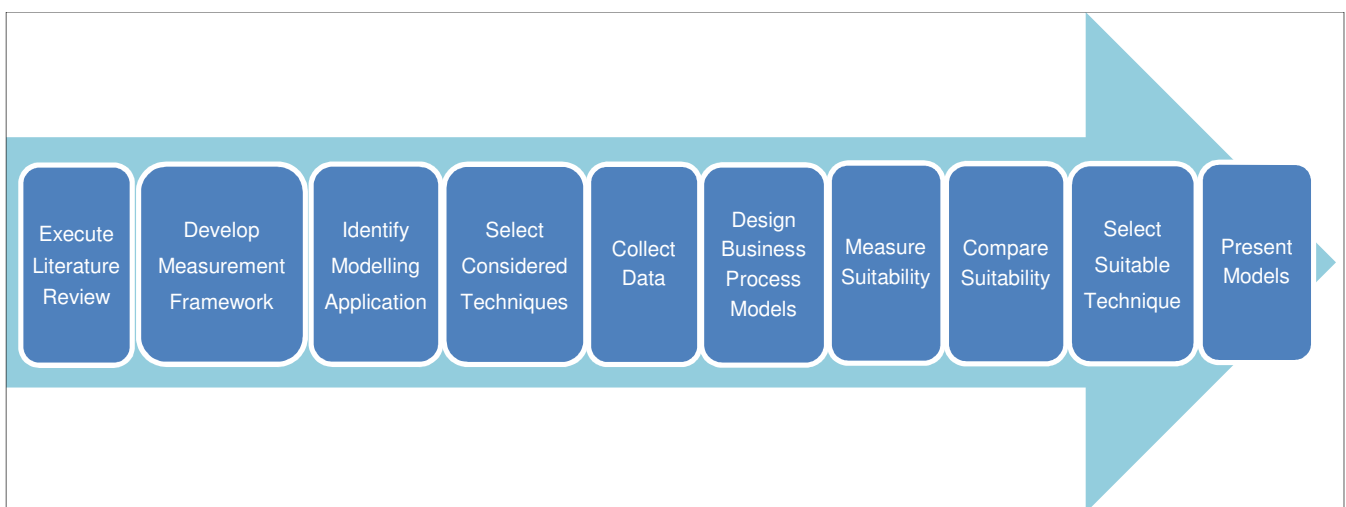 Execute
Literature
Review
Develop
Measurement
Framework
Identify
Modelling
Application
Select
Considered
Techniques
Collect
Data
Design
Business
Process
Models
Measure
Suitability
Compare
Suitability
Select
Suitable
Technique
Present
Models